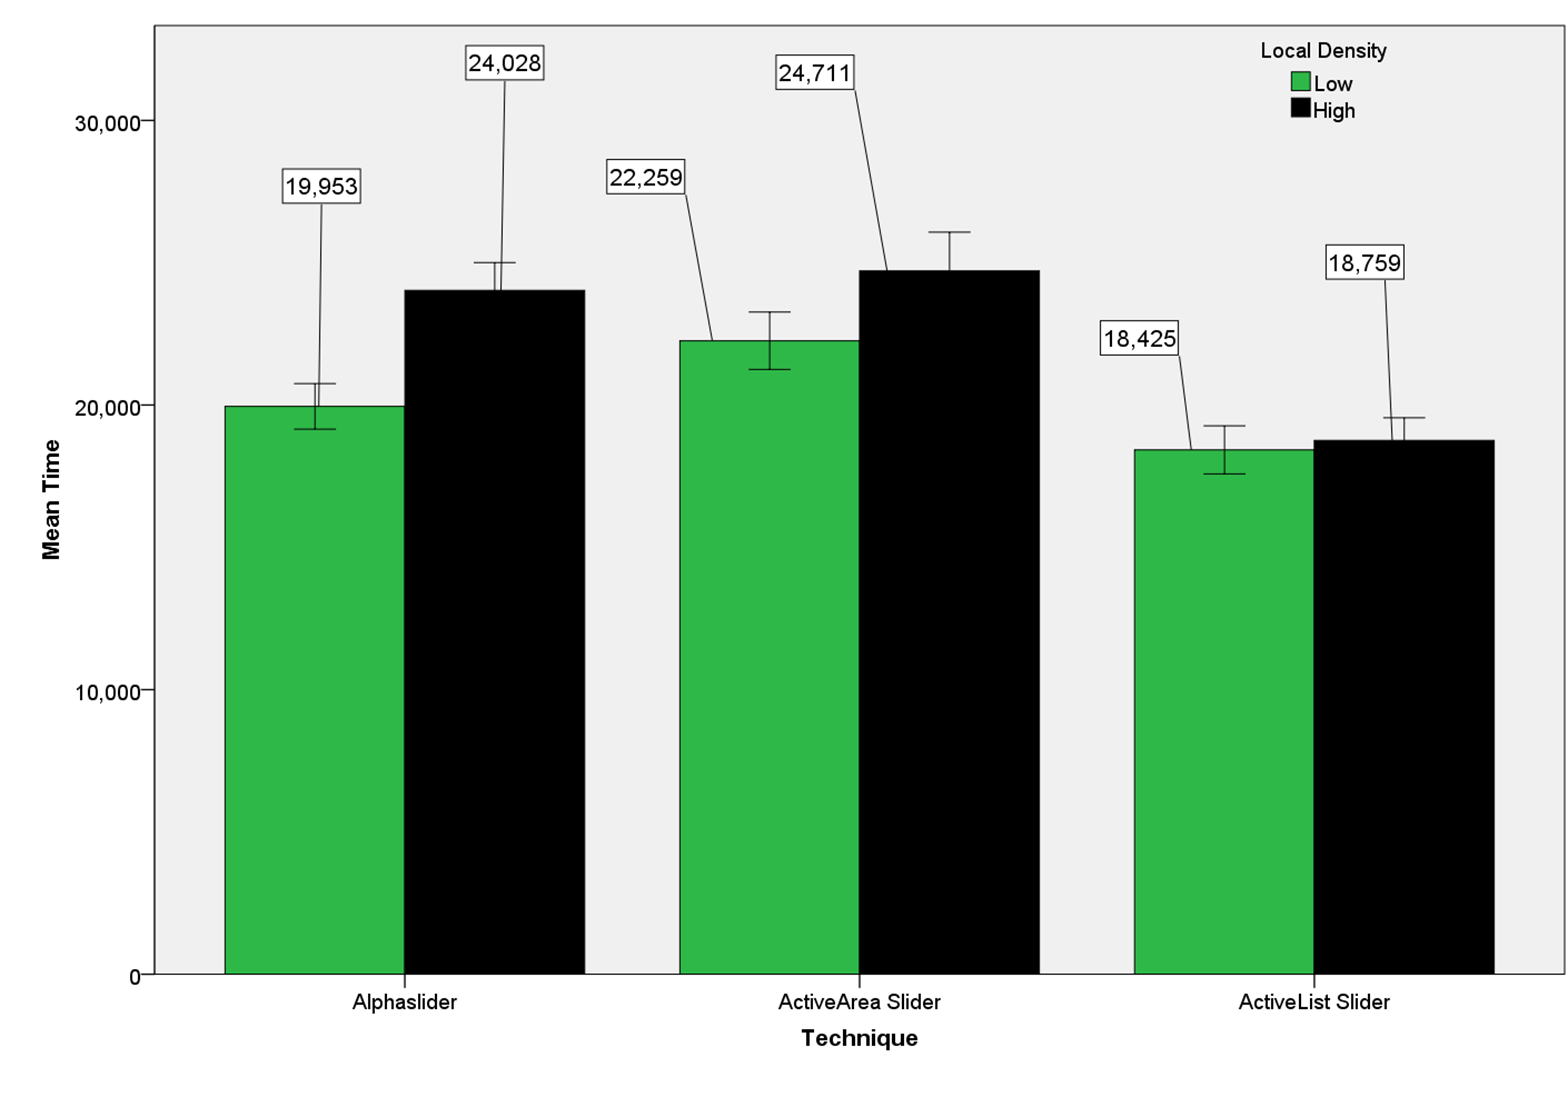 Local Density
Low
High
24,028
24,711
19,953
22,259
18,759
18,425
30,000
20,000
10,000
0
Mean Time
Alphaslider
ActiveArea Slider
ActiveList Slider
Technique